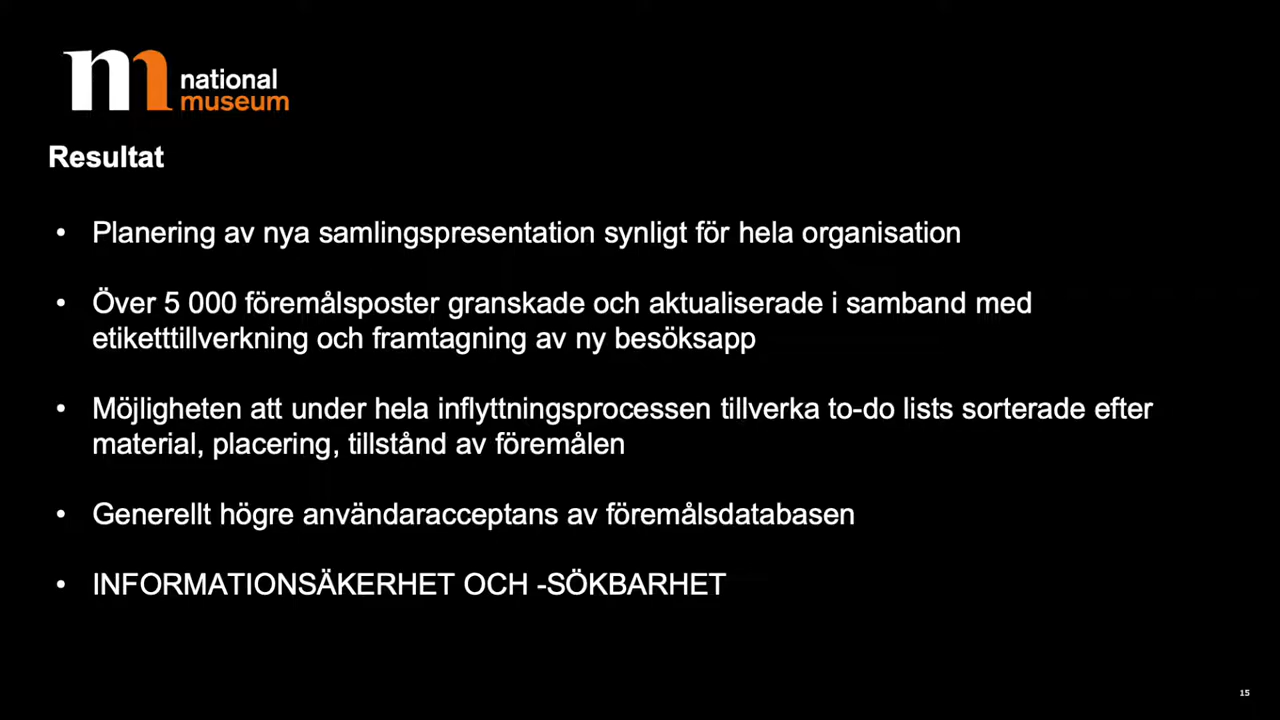 m national
museum
Resultat
• Planering av nya samlingspresentation synligt för hela organisation
• Över 5 000 föremålsposter granskade och aktualiserade i samband med
etiketttillverkning och framtagning av ny besöksapp
• Möjligheten att under hela inflyttningsprocessen tillverka to-do lists sorterade efter
material, placering, tillstånd av föremålen
• Generellt högre användaracceptans av föremålsdatabasen
• INFORMATIONSÄKERHET OCH -SÖKBARHET
15